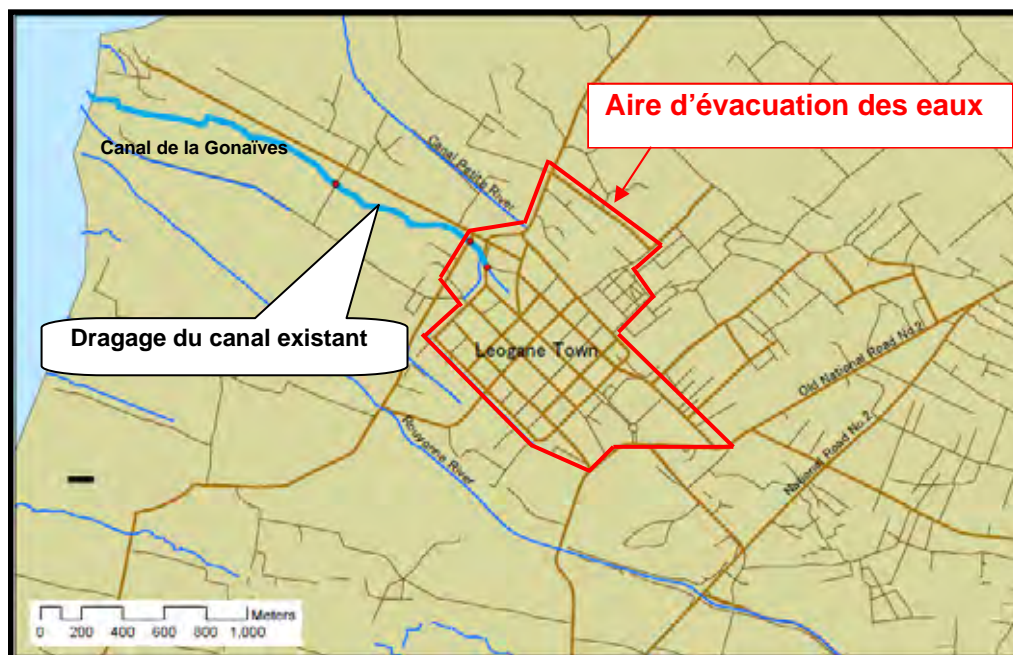 Aire d’évacuation des eaux
Canal de la Gonaïves
Canal Petite River
Dragage du canal existant
Leogane Town
Old National Road No.2
National Road No.2
Rouyonne River
Meters
0 200 400 600 800 1,000